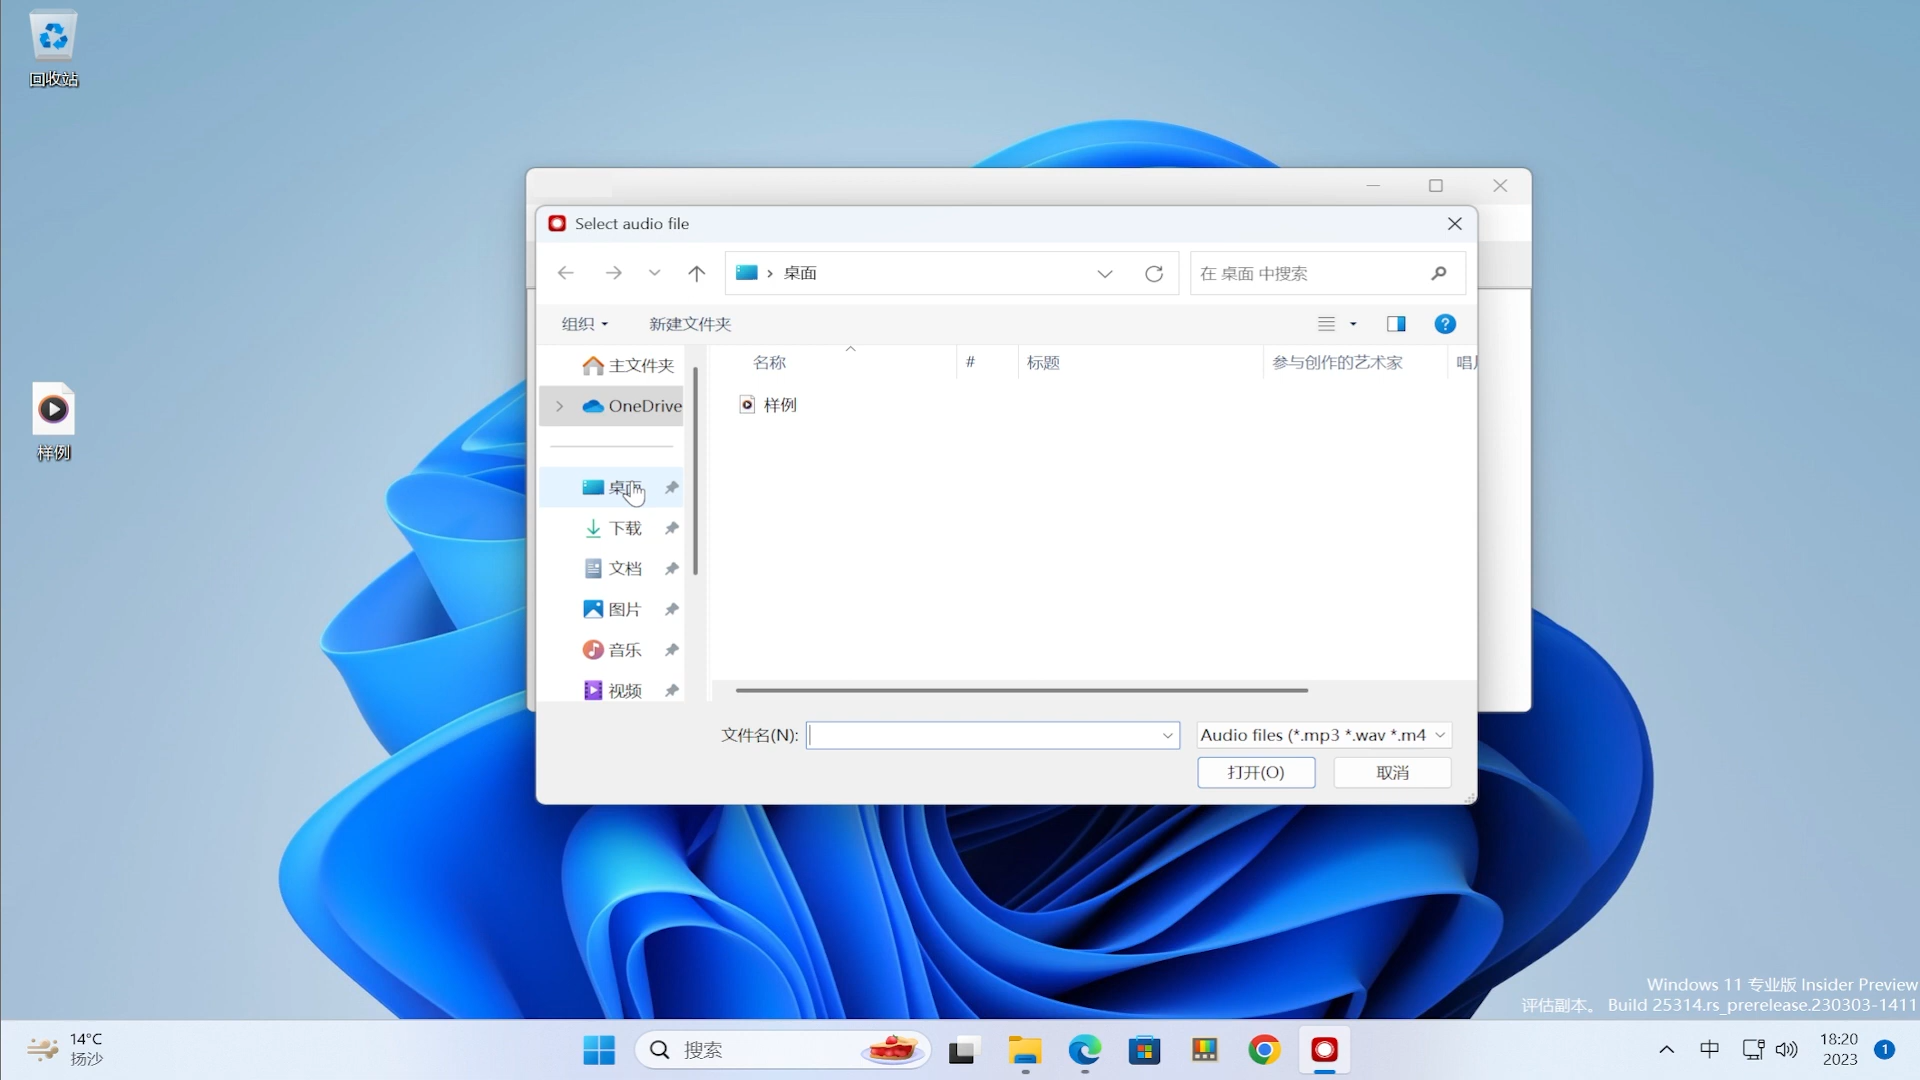 回收站
样例
Select audio file
桌面
在 桌面 中搜索
组织
新建文件夹
名称
#
标题
参与创作的艺术家
唱
主文件夹
OneDrive
样例
桌面
下载
文档
图片
音乐
视频
文件名(N):
Audio files (*.mp3 *.wav *.m4
打开(O)
取消
Windows 11 专业版 Insider Preview
评估副本。 Build 25314.rs_prerelease.230303-1411
14°C
扬沙
搜索
中
18:20
2023
1